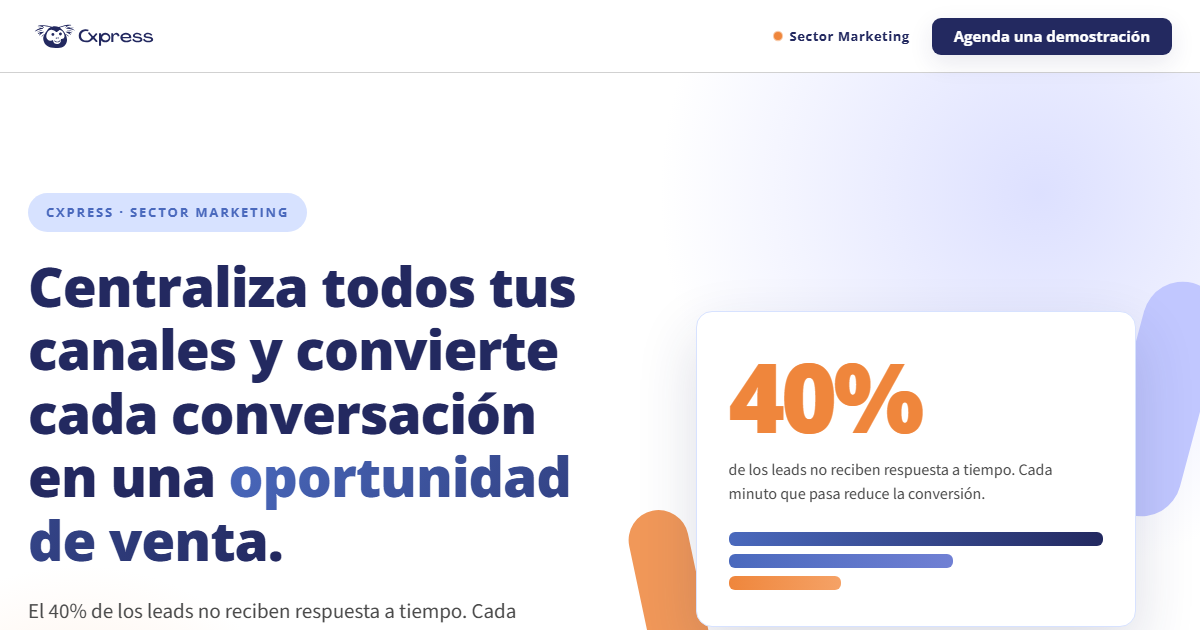 Cxpress
Sector Marketing
Agenda una demostración
CXPRESS · SECTOR MARKETING
Centraliza todos tus
canales y convierte
cada conversación
en una oportunidad
de venta.
El 40% de los leads no reciben respuesta a tiempo. Cada
40%
de los leads no reciben respuesta a tiempo. Cada
minuto que pasa reduce la conversión.